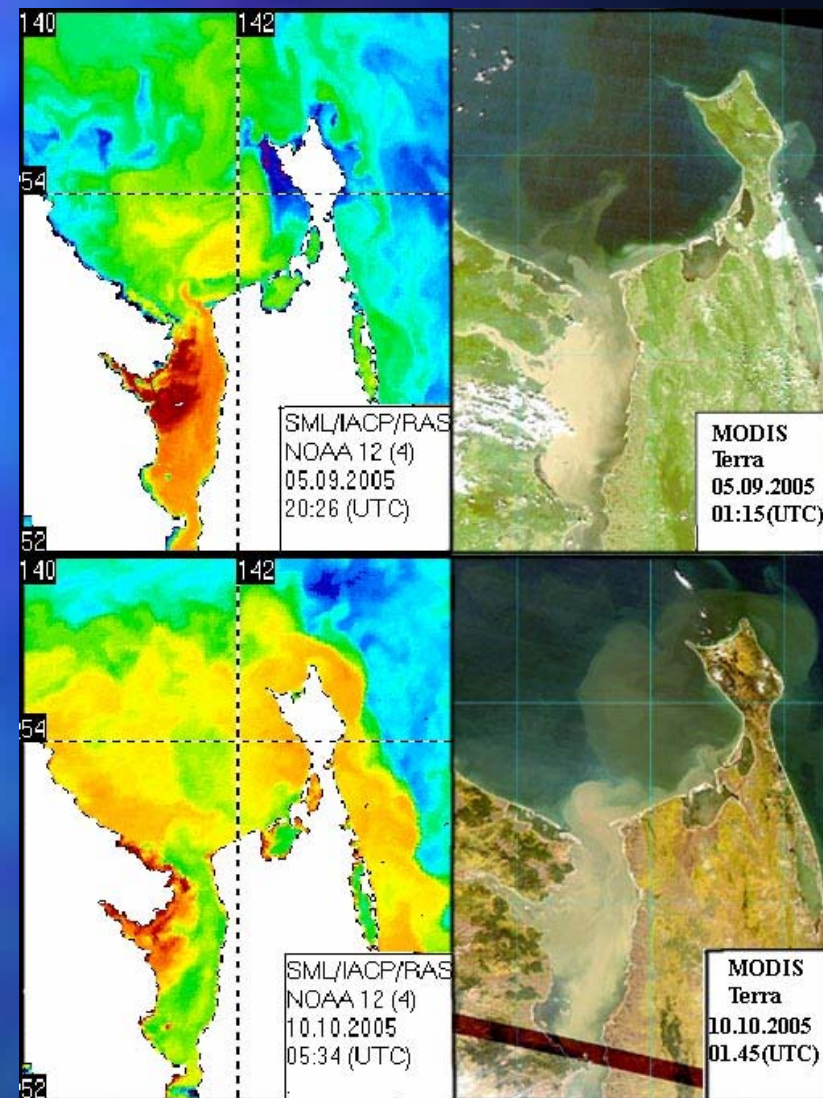 140
142
54
52
SML/IACP/RAS
NOAA 12 (4)
05.09.2005
20:26 (UTC)
MODIS
Terra
05.09.2005
01:15(UTC)
140
142
54
52
SML/IACP/RAS
NOAA 12 (4)
10.10.2005
05:34 (UTC)
MODIS
Terra
10.10.2005
01.45(UTC)